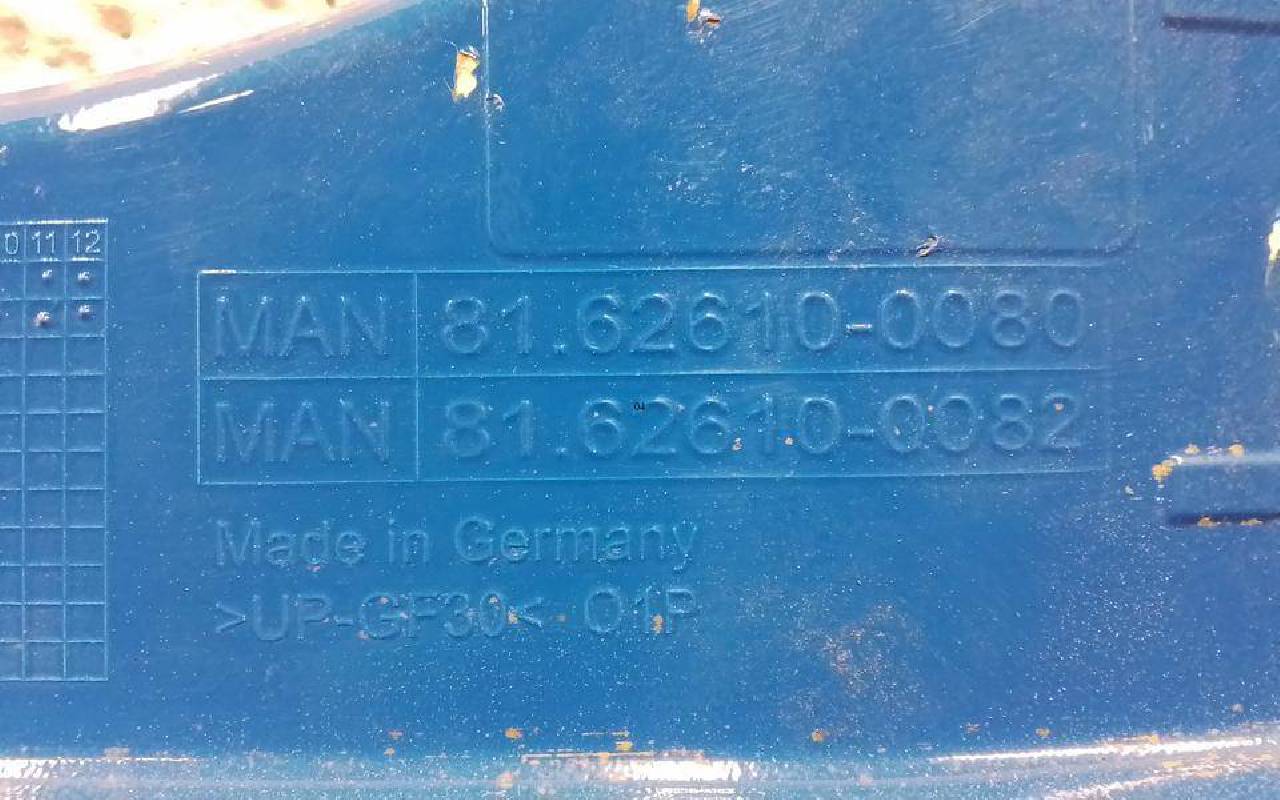 0 11 12
MAN 81.62610-0080
MAN 81.62610-0082
Made in Germany
>UP-GF30< 01P